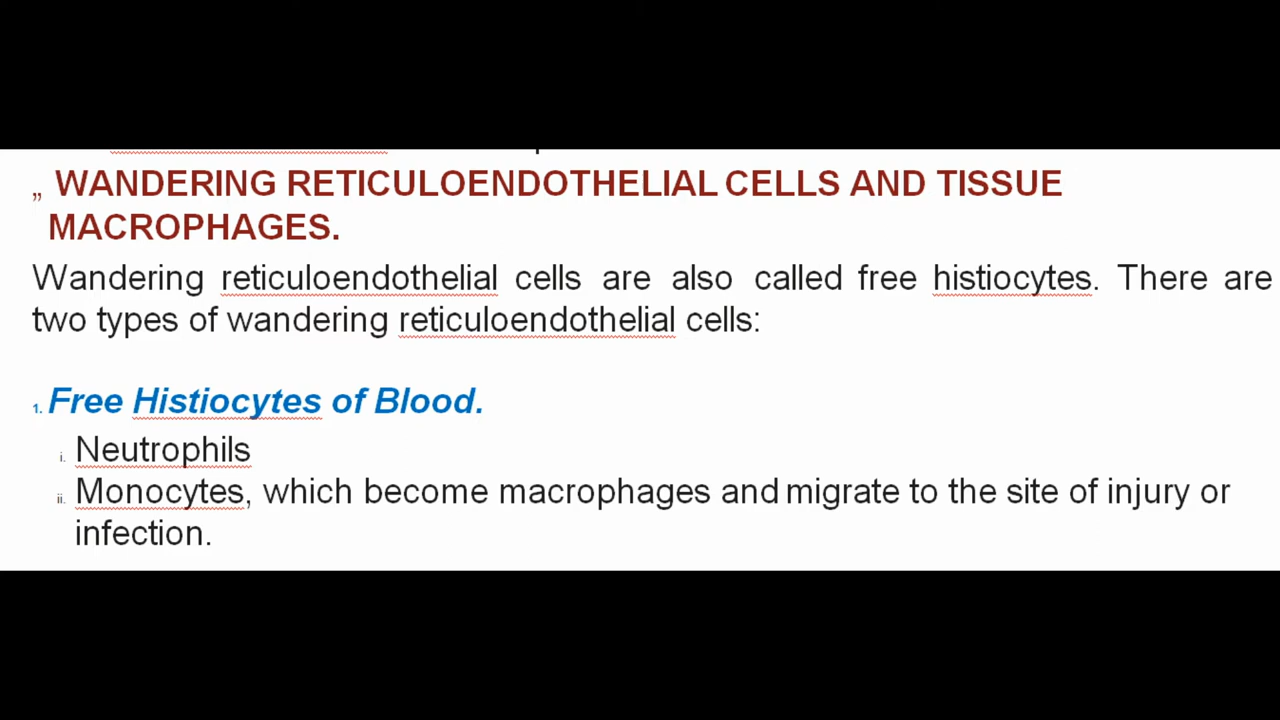 „ WANDERING RETICULOENDOTHELIAL CELLS AND TISSUE
MACROPHAGES.
Wandering reticuloendothelial cells are also called free histiocytes. There are
two types of wandering reticuloendothelial cells:
1. Free Histiocytes of Blood.
i. Neutrophils
ii. Monocytes, which become macrophages and migrate to the site of injury or
infection.